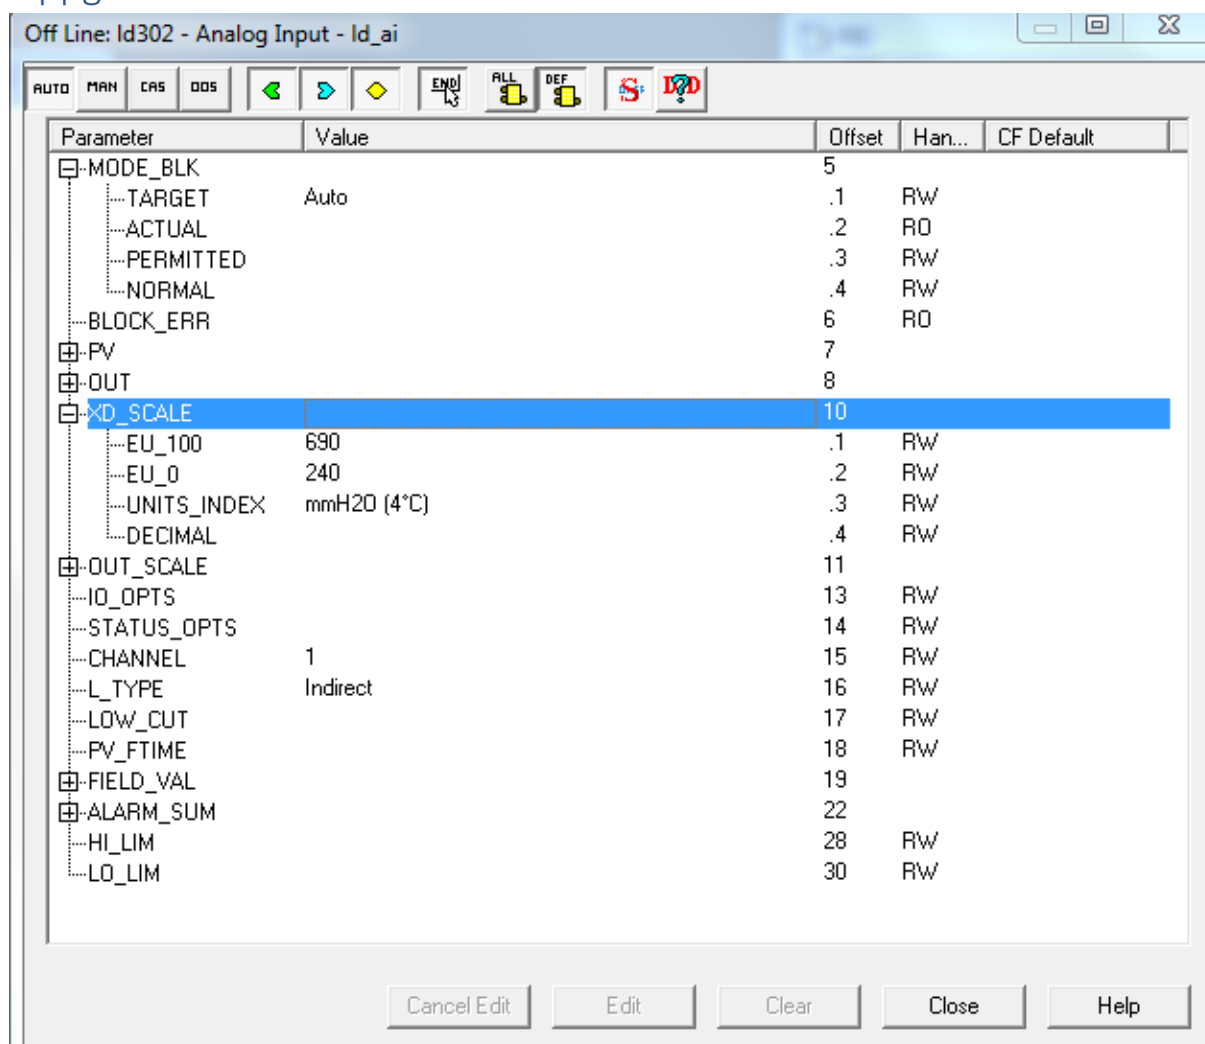 Off Line: ld302 - Analog Input - ld_ai
AUTO MAN CAS OOS END ALL DEF S DD?
Parameter Value Offset Han... CF Default
MODE_BLK 5
TARGET Auto .1 RW
ACTUAL .2 RO
PERMITTED .3 RW
NORMAL .4 RW
BLOCK_ERR 6 RO
PV 7
OUT 8
XD_SCALE 10
EU_100 690 .1 RW
EU_0 240 .2 RW
UNITS_INDEX mmH2O (4°C) .3 RW
DECIMAL .4 RW
OUT_SCALE 11
IO_OPTS 13 RW
STATUS_OPTS 14 RW
CHANNEL 1 15 RW
L_TYPE Indirect 16 RW
LOW_CUT 17 RW
PV_FTIME 18 RW
FIELD_VAL 19
ALARM_SUM 22
HI_LIM 28 RW
LO_LIM 30 RW
Cancel Edit Edit Clear Close Help